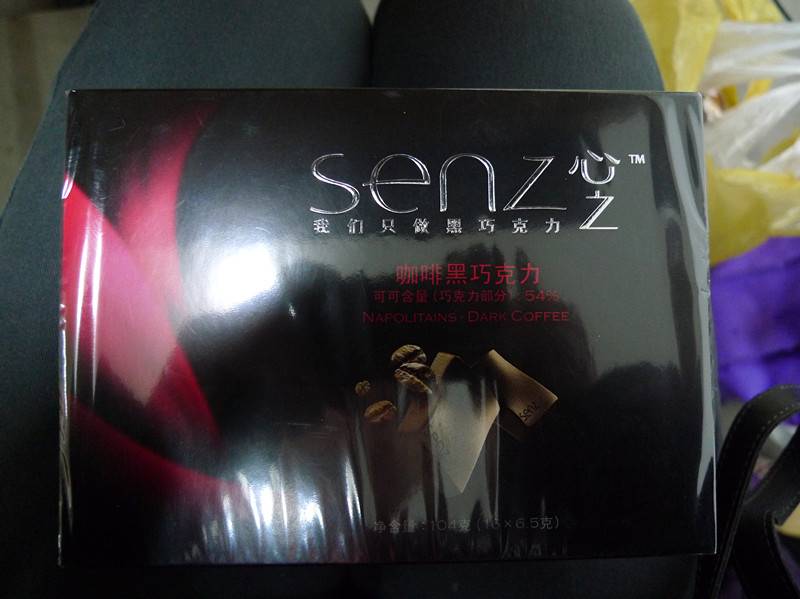 senz心之™
我们只做黑巧克力
咖啡黑巧克力
可可含量(巧克力部分):54%
NAPOLITAINS · DARK COFFEE
senz
净含量:104克(16×6.5克)